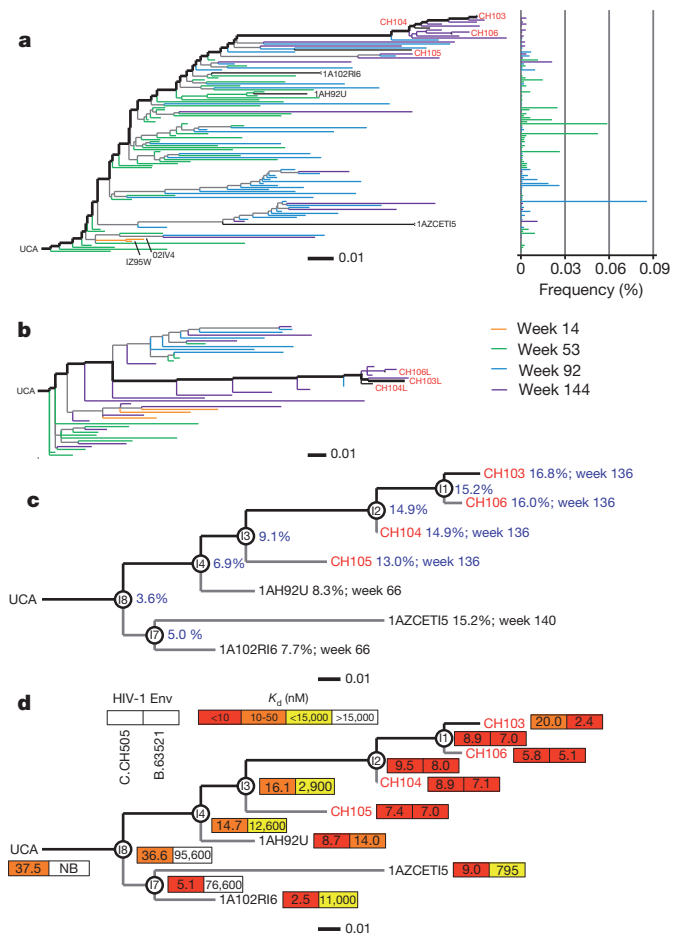 a
CH103
CH104
CH106
CH105
1A102RI6
1AH92U
1AZCETI5
UCA
02IV4
IZ95W
0.01
0 0.03 0.06 0.09
Frequency (%)
b
Week 14
Week 53
Week 92
Week 144
CH106L
UCA
CH103L
CH104L
0.01
c
CH103 16.8%; week 136
I1
15.2%
CH106 16.0%; week 136
I2
14.9%
CH104 14.9%; week 136
I3
9.1%
CH105 13.0%; week 136
I4
6.9%
1AH92U 8.3%; week 66
UCA
I8
3.6%
1AZCETI5 15.2%; week 140
I7
5.0 %
1A102RI6 7.7%; week 66
0.01
d
HIV-1 Env
C.CH505
B.63521
Kd (nM)
<10 10-50 <15,000 >15,000
CH103 20.0 2.4
I1
8.9 7.0
CH106 5.8 5.1
I2
9.5 8.0
CH104 8.9 7.1
I3
16.1 2,900
CH105 7.4 7.0
I4
14.7 12,600
1AH92U 8.7 14.0
UCA
37.5 NB
I8
36.6 95,600
1AZCETI5 9.0 795
I7
5.1 76,600
1A102RI6 2.5 11,000
0.01